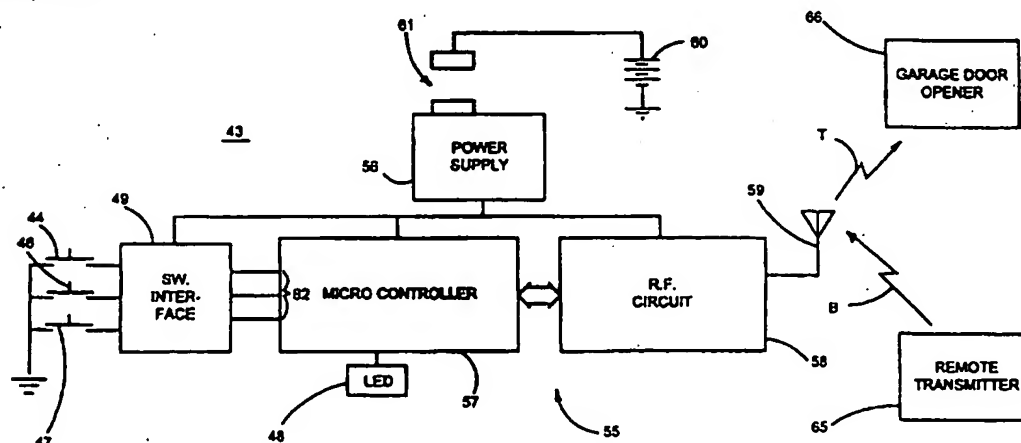 61
60
66
GARAGE DOOR
OPENER
43
POWER
SUPPLY
56
T
49
59
44
46
SW.
INTER-
FACE
62
MICRO CONTROLLER
R.F.
CIRCUIT
B
58
LED
57
REMOTE
TRANSMITTER
47
48
55
65